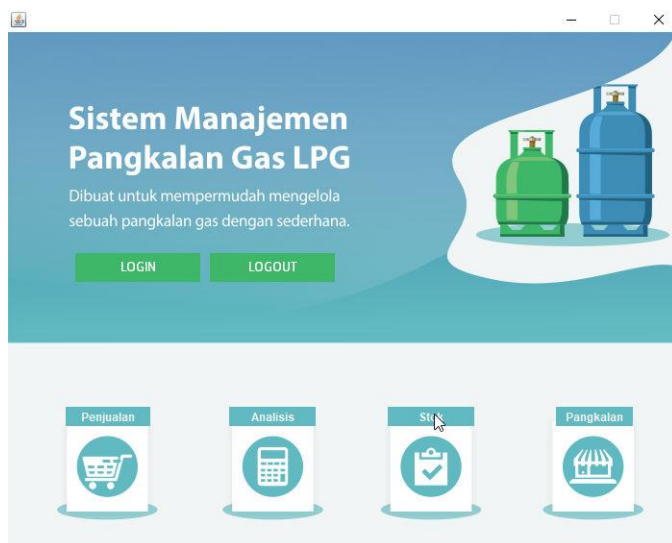 Sistem Manajemen
Pangkalan Gas LPG
Dibuat untuk mempermudah mengelola
sebuah pangkalan gas dengan sederhana.
LOGIN LOGOUT
Penjualan Analisis Stok Pangkalan